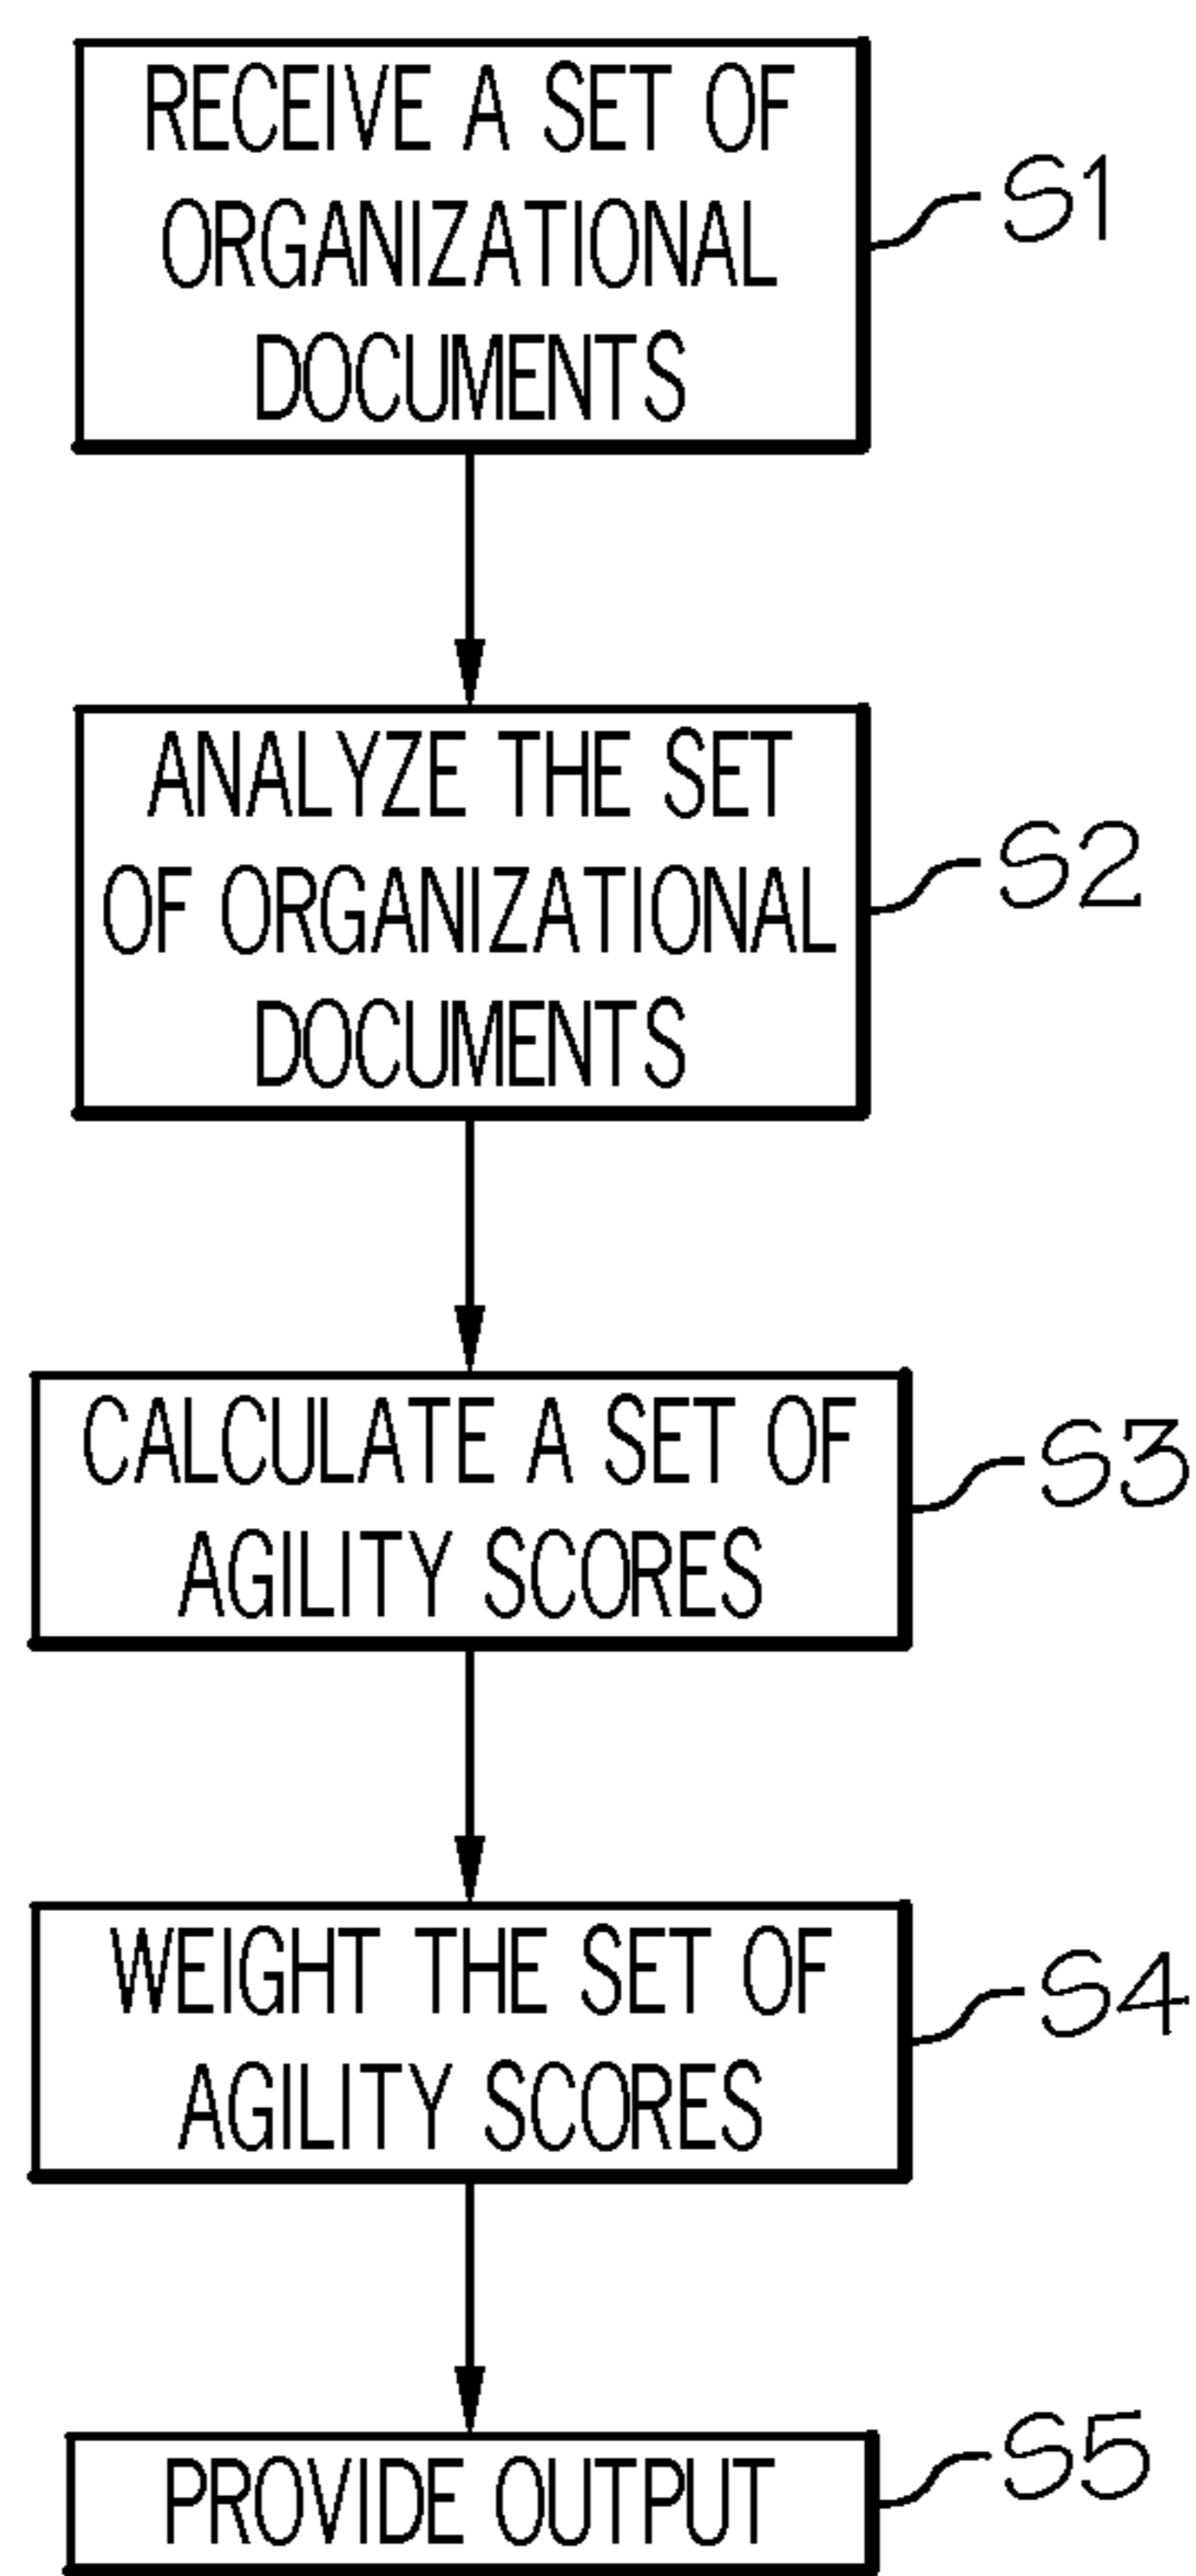 RECEIVE A SET OF
ORGANIZATIONAL
DOCUMENTS
S1
ANALYZE THE SET
OF ORGANIZATIONAL
DOCUMENTS
S2
CALCULATE A SET OF
AGILITY SCORES
S3
WEIGHT THE SET OF
AGILITY SCORES
S4
PROVIDE OUTPUT
S5